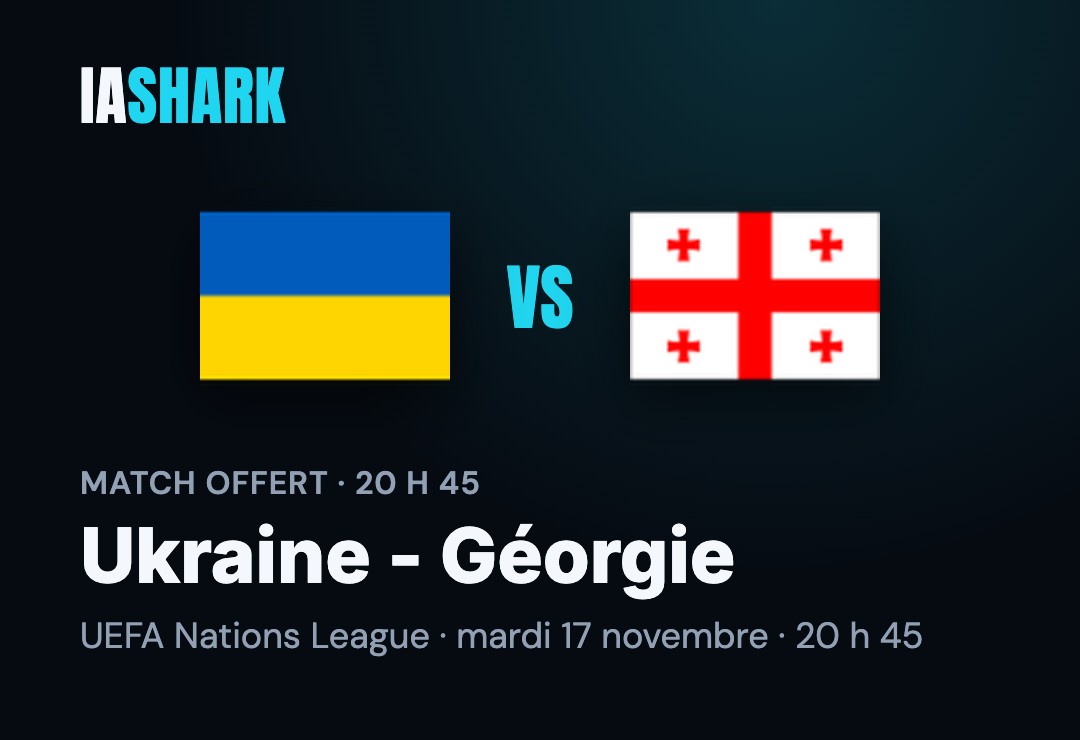 IASHARK
VS
MATCH OFFERT · 20 H 45
Ukraine - Géorgie
UEFA Nations League · mardi 17 novembre · 20 h 45